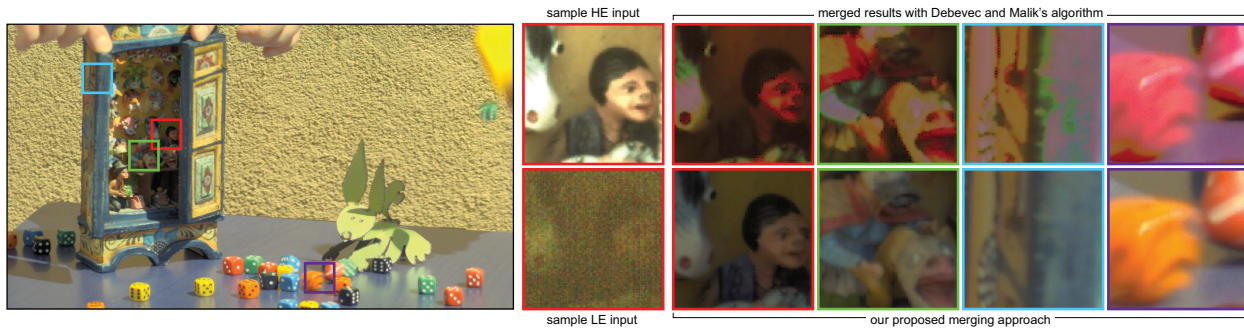 sample HE input
merged results with Debevec and Malik's algorithm
sample LE input
our proposed merging approach